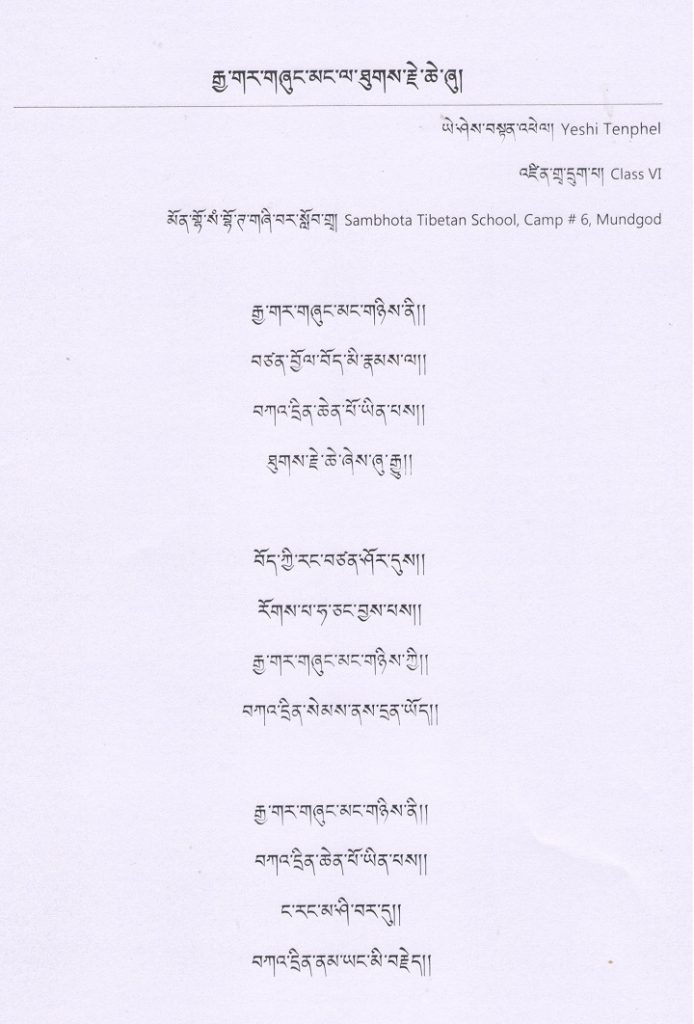 རྒྱ་གར་གཞུང་མང་ལ་ཐུགས་རྗེ་ཆེ་ཞུ།
ཡེ་ཤེས་བསྟན་འཕེལ། Yeshi Tenphel
འཛིན་གྲྭ་དྲུག་པ། Class VI
མོན་གྷོ་སཾ་བྷོ་ཊ་གཞི་བར་སློབ་གྲྭ། Sambhota Tibetan School, Camp # 6, Mundgod
རྒྱ་གར་གཞུང་མང་གཉིས་ནི།།
བཙན་བྱོལ་བོད་མི་རྣམས་ལ།།
བཀའ་དྲིན་ཆེན་པོ་ཡིན་པས།།
ཐུགས་རྗེ་ཆེ་ཞེས་ཞུ་རྒྱུ།།
བོད་ཀྱི་རང་བཙན་ཤོར་དུས།།
རོགས་པ་ཧ་ཅང་བྱས་པས།།
རྒྱ་གར་གཞུང་མང་གཉིས་ཀྱི།།
བཀའ་དྲིན་སེམས་ནས་དྲན་ཡོད།།
རྒྱ་གར་གཞུང་མང་གཉིས་ནི།།
བཀའ་དྲིན་ཆེན་པོ་ཡིན་པས།།
ང་རང་མ་ཤི་བར་དུ།།
བཀའ་དྲིན་ནམ་ཡང་མི་བརྗེད།།